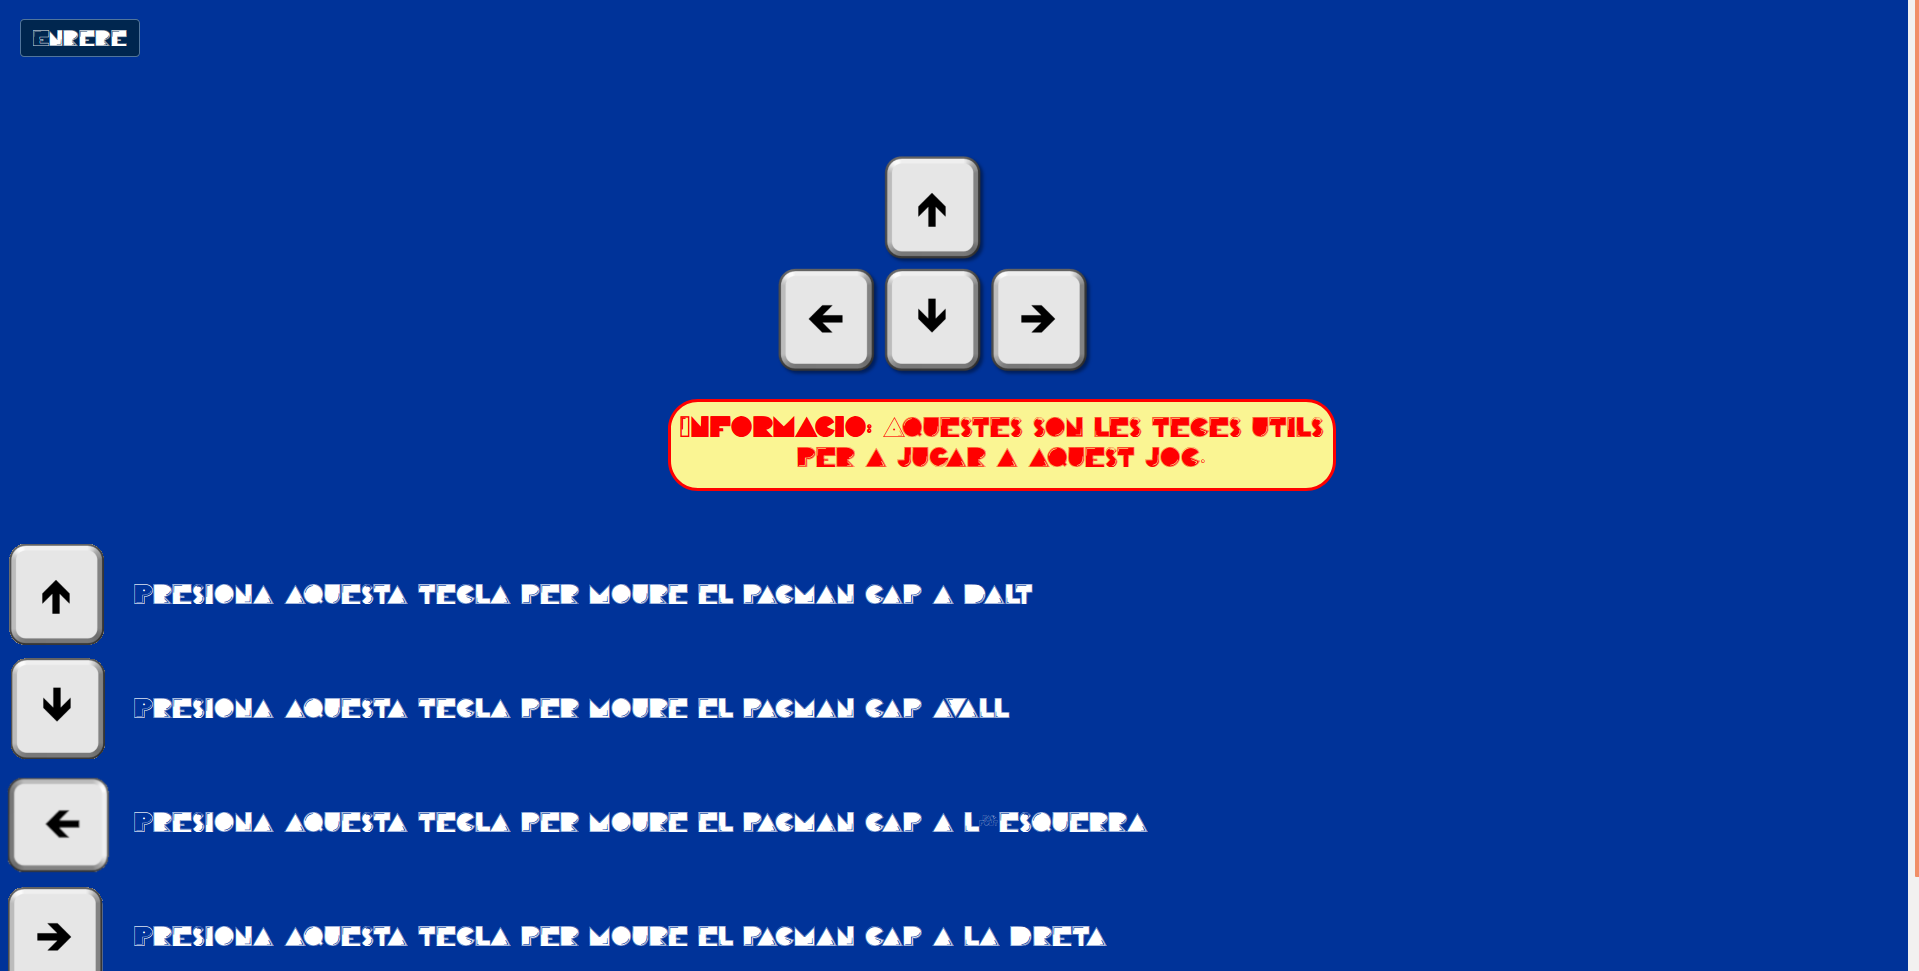 Enrere
Informacio: Aquestes son les teces utils
per a jugar a aquest joc.
Presiona aquesta tecla per moure el pacman cap a dalt
Presiona aquesta tecla per moure el pacman cap avall
Presiona aquesta tecla per moure el pacman cap a l'esquerra
Presiona aquesta tecla per moure el pacman cap a la dreta